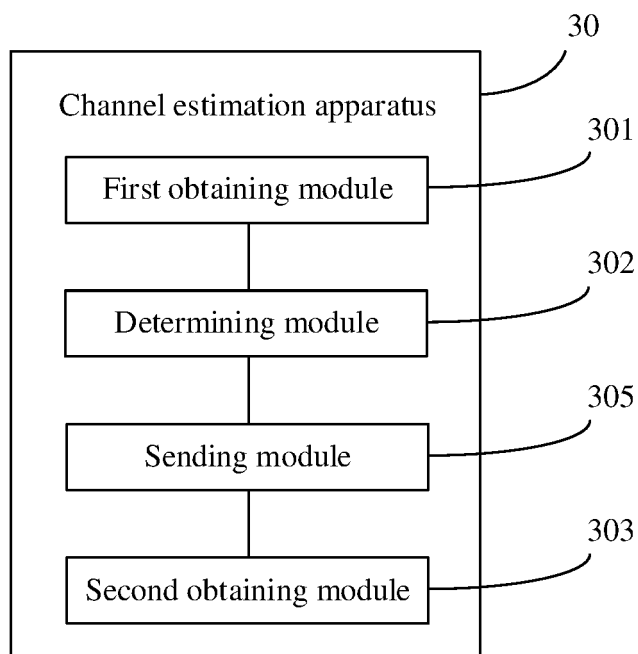 30
Channel estimation apparatus
301
First obtaining module
302
Determining module
305
Sending module
303
Second obtaining module